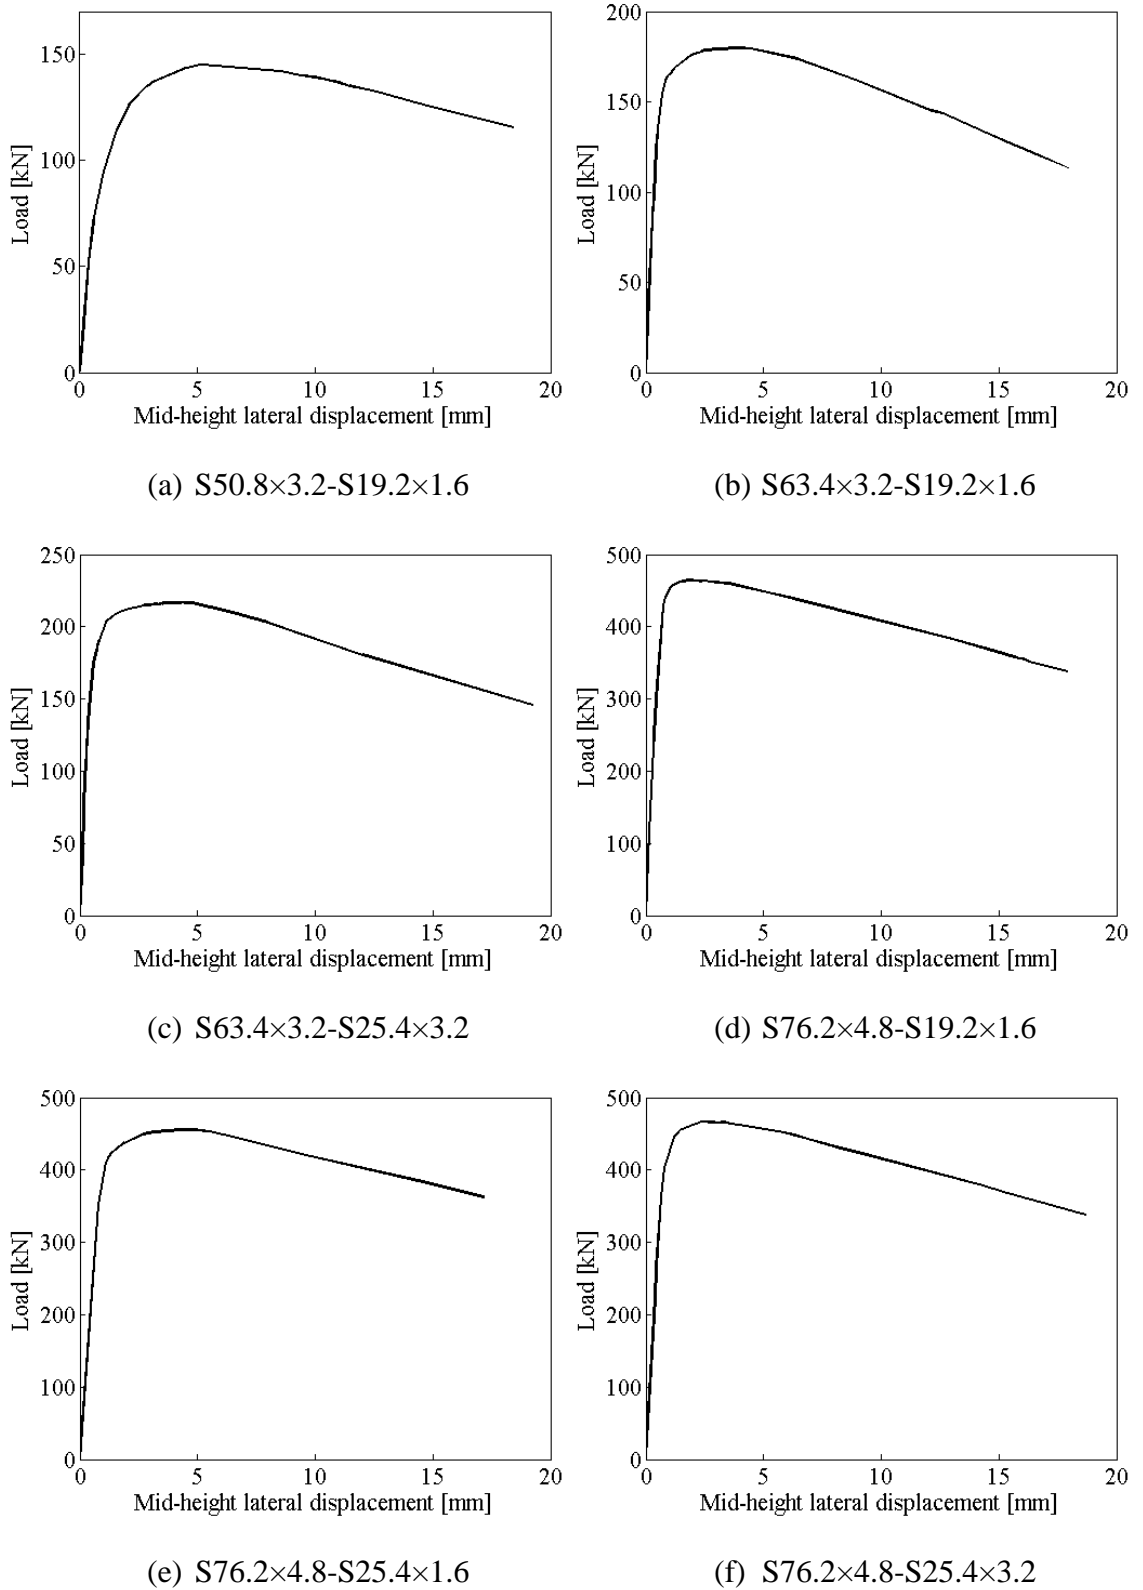 150
100
50
0
Load [kN]
0 5 10 15 20
Mid-height lateral displacement [mm]
(a) S50.8×3.2-S19.2×1.6
200
150
100
50
0
Load [kN]
0 5 10 15 20
Mid-height lateral displacement [mm]
(b) S63.4×3.2-S19.2×1.6
250
200
150
100
50
0
Load [kN]
0 5 10 15 20
Mid-height lateral displacement [mm]
(c) S63.4×3.2-S25.4×3.2
500
400
300
200
100
0
Load [kN]
0 5 10 15 20
Mid-height lateral displacement [mm]
(d) S76.2×4.8-S19.2×1.6
500
400
300
200
100
0
Load [kN]
0 5 10 15 20
Mid-height lateral displacement [mm]
(e) S76.2×4.8-S25.4×1.6
500
400
300
200
100
0
Load [kN]
0 5 10 15 20
Mid-height lateral displacement [mm]
(f) S76.2×4.8-S25.4×3.2